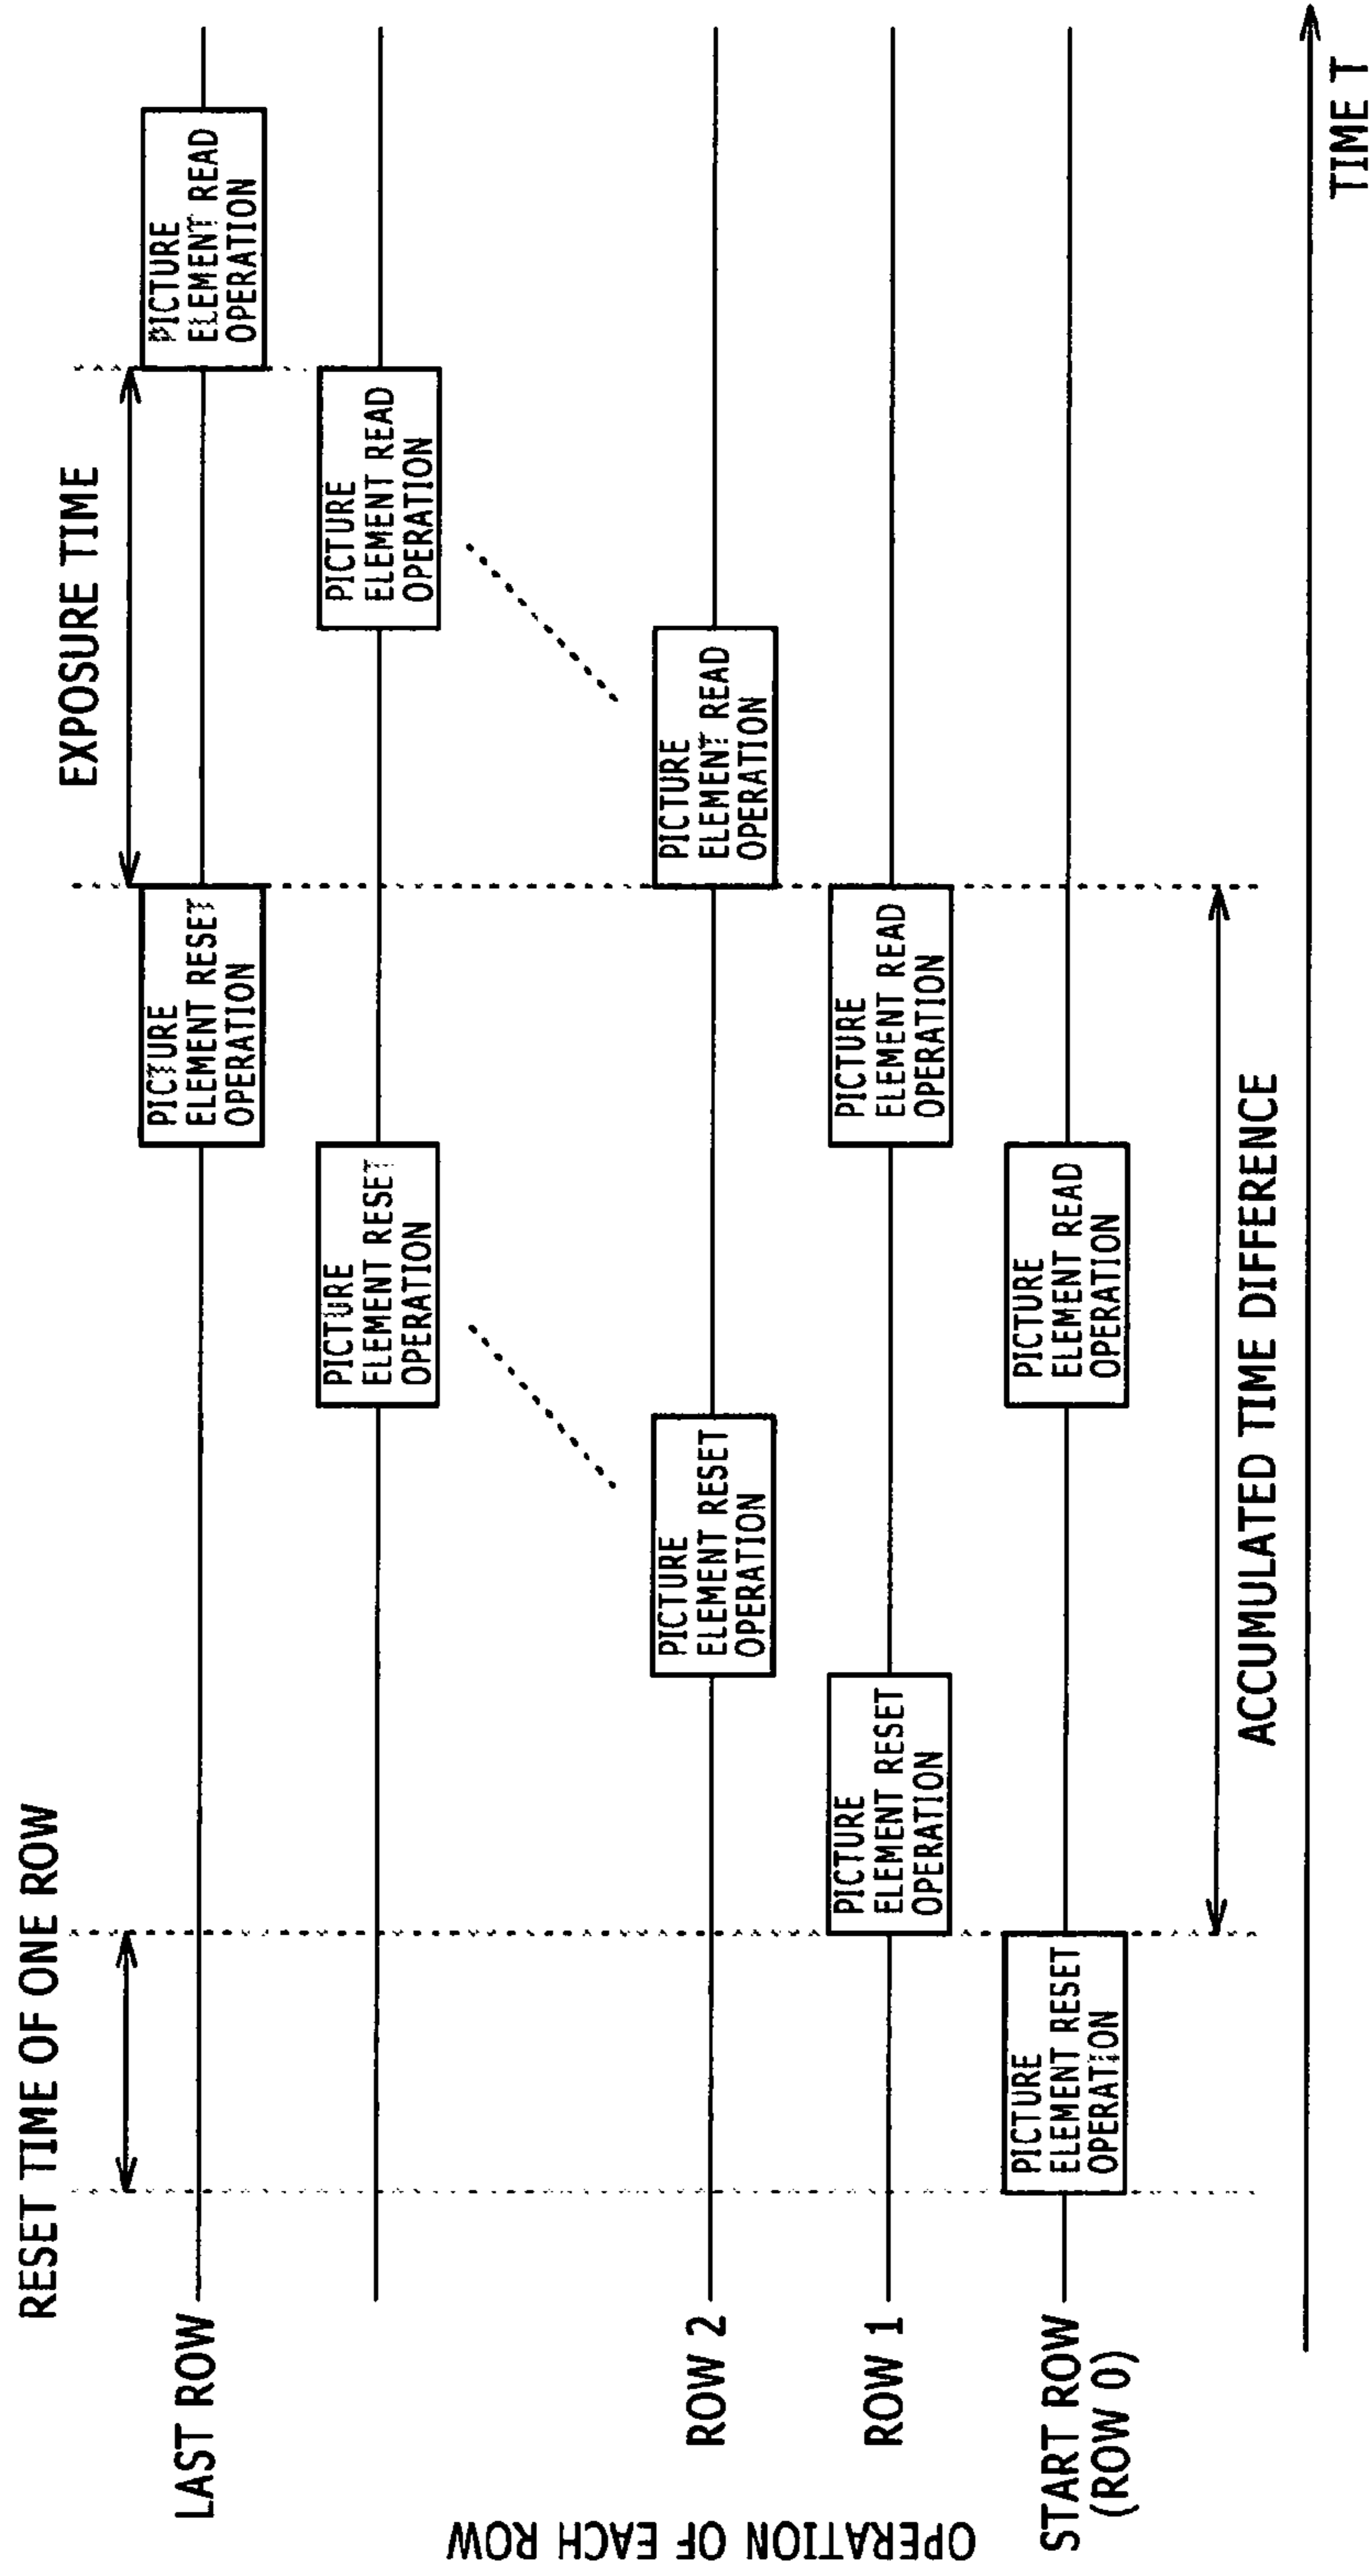 RESET TIME OF ONE ROW
EXPOSURE TIME
LAST ROW
PICTURE
ELEMENT RESET
OPERATION
PICTURE
ELEMENT READ
OPERATION
PICTURE
ELEMENT RESET
OPERATION
PICTURE
ELEMENT READ
OPERATION
OPERATION OF EACH ROW
ROW 2
PICTURE
ELEMENT RESET
OPERATION
PICTURE
ELEMENT READ
OPERATION
ROW 1
PICTURE
ELEMENT RESET
OPERATION
PICTURE
ELEMENT READ
OPERATION
START ROW
(ROW 0)
PICTURE
ELEMENT RESET
OPERATION
PICTURE
ELEMENT READ
OPERATION
ACCUMULATED TIME DIFFERENCE
TIME T